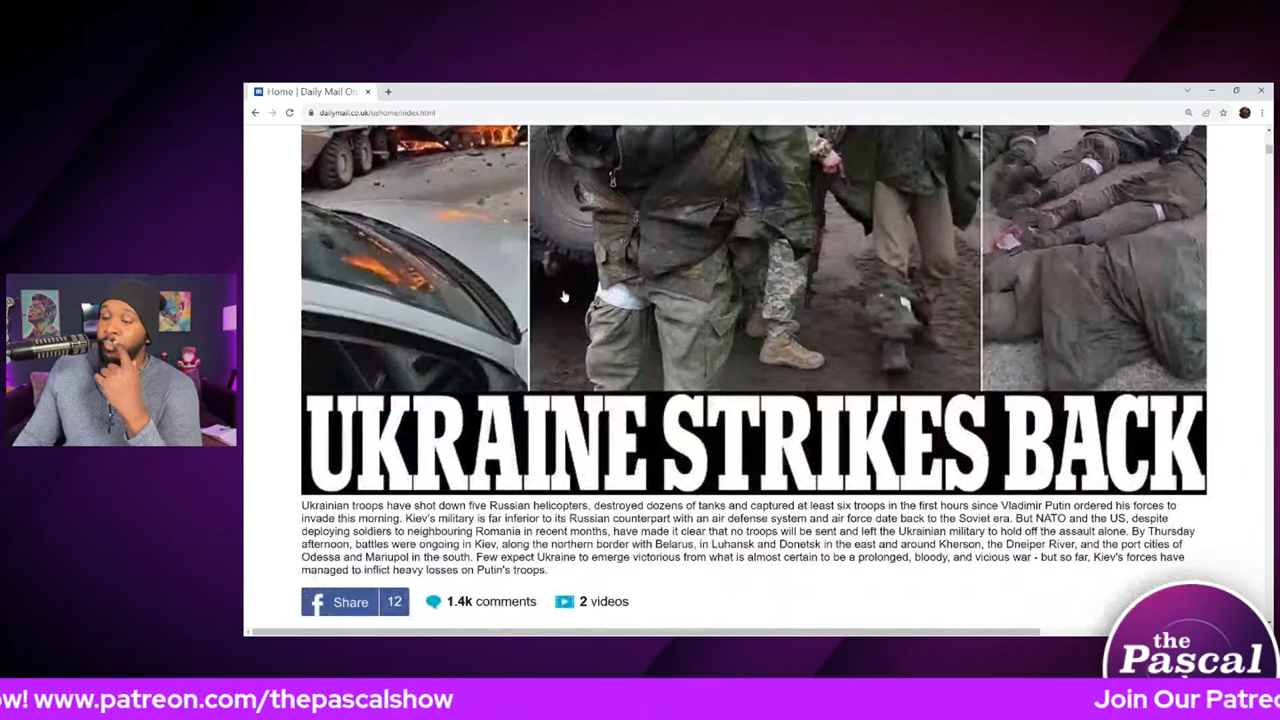 Home | Daily Mail On
dailymail.co.uk/ushome/index.html
UKRAINE STRIKES BACK
Ukrainian troops have shot down five Russian helicopters, destroyed dozens of tanks and captured at least six troops in the first hours since Vladimir Putin ordered his forces to
invade this morning. Kiev's military is far inferior to its Russian counterpart with an air defense system and air force date back to the Soviet era. But NATO and the US, despite
deploying soldiers to neighbouring Romania in recent months, have made it clear that no troops will be sent and left the Ukrainian military to hold off the assault alone. By Thursday
afternoon, battles were ongoing in Kiev, along the northern border with Belarus, in Luhansk and Donetsk in the east and around Kherson, the Dneiper River, and the port cities of
Odessa and Mariupol in the south. Few expect Ukraine to emerge victorious from what is almost certain to be a prolonged, bloody, and vicious war - but so far, Kiev's forces have
managed to inflict heavy losses on Putin's troops.
f Share 12 1.4k comments 2 videos
the
Pascal
ow! www.patreon.com/thepascalshow Join Our Patreo